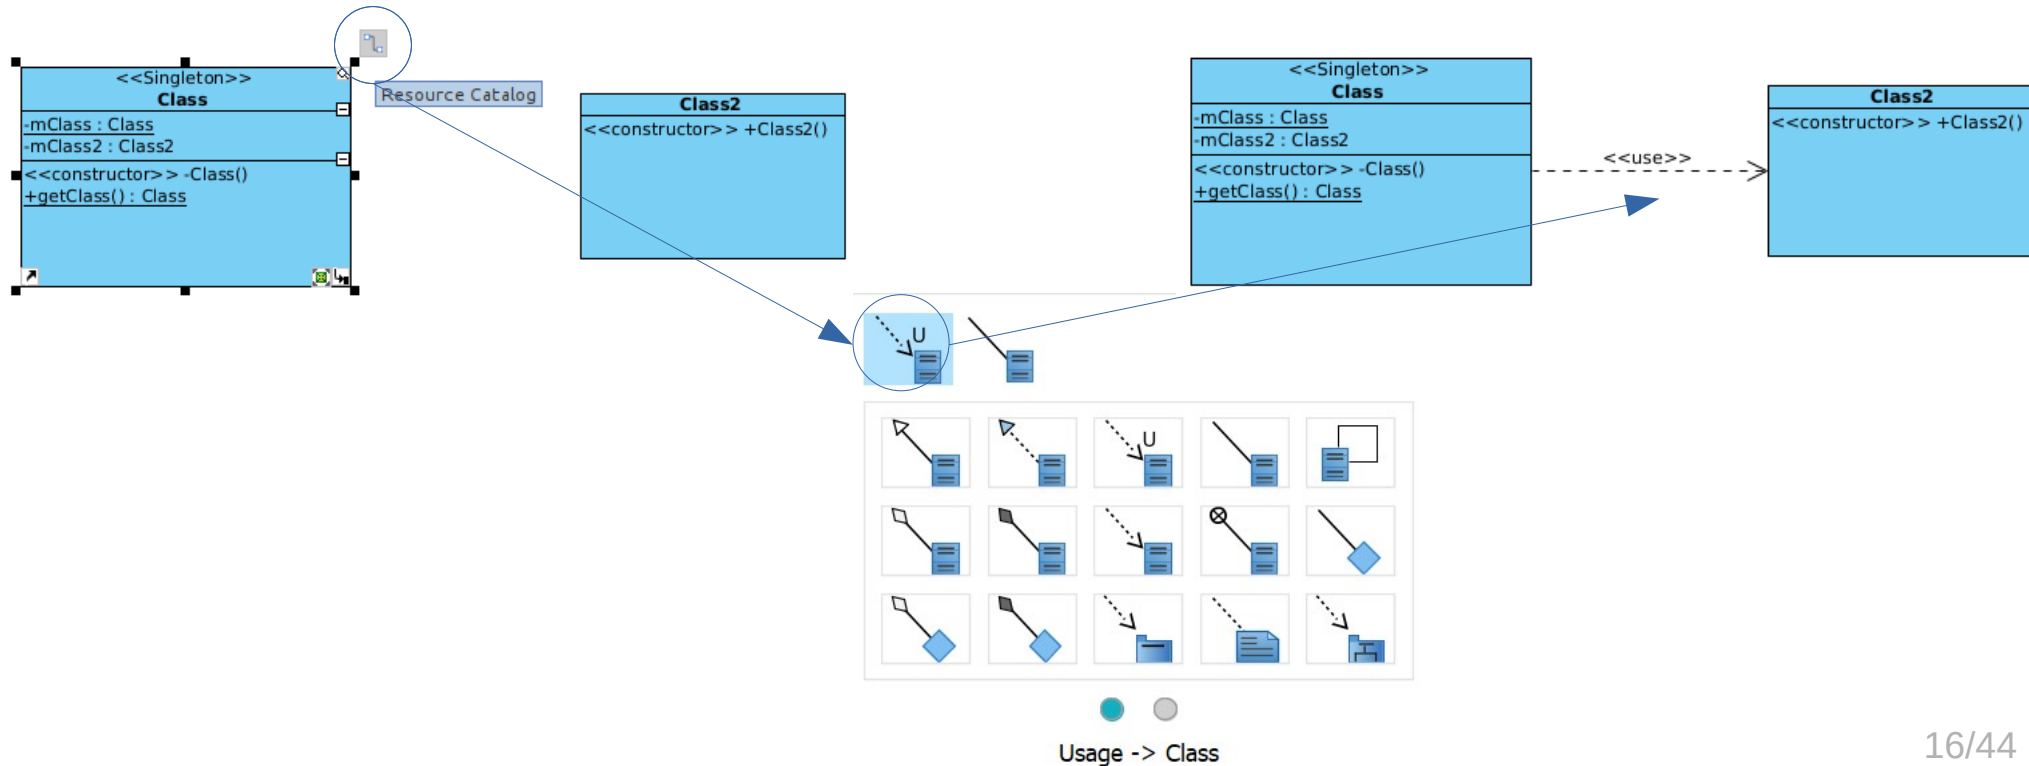 <<Singleton>>
Class
-mClass : Class
-mClass2 : Class2
<<constructor>> -Class()
+getClass() : Class
Resource Catalog
Class2
<<constructor>> +Class2()
<<Singleton>>
Class
-mClass : Class
-mClass2 : Class2
<<constructor>> -Class()
+getClass() : Class
<<use>>
Class2
<<constructor>> +Class2()
U
U
Usage -> Class
16/44